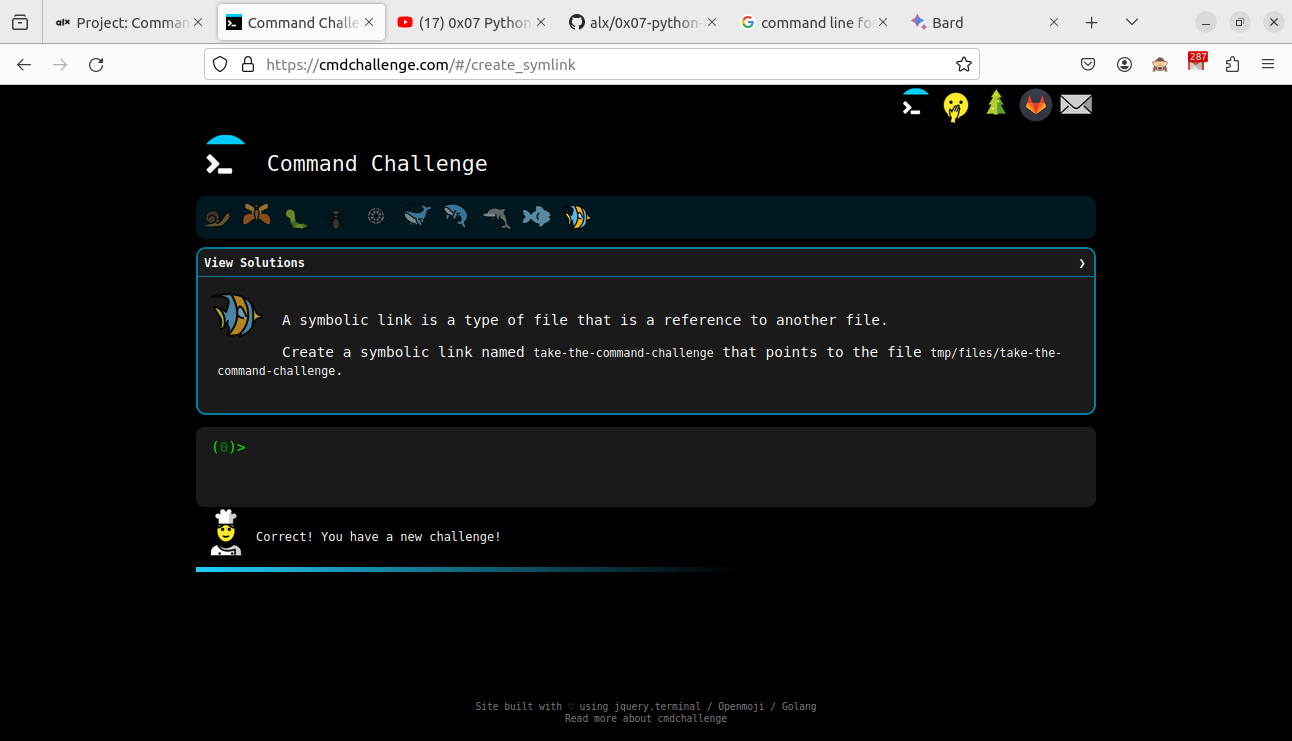 alx Project: Comman
Command Challe
(17) 0x07 Python
alx/0x07-python-
command line fo
Bard
https://cmdchallenge.com/#/create_symlink
287
Command Challenge
View Solutions
A symbolic link is a type of file that is a reference to another file.
Create a symbolic link named take-the-command-challenge that points to the file tmp/files/take-the-
command-challenge.
(0)>
Correct! You have a new challenge!
Site built with ♡ using jquery.terminal / Openmoji / Golang
Read more about cmdchallenge